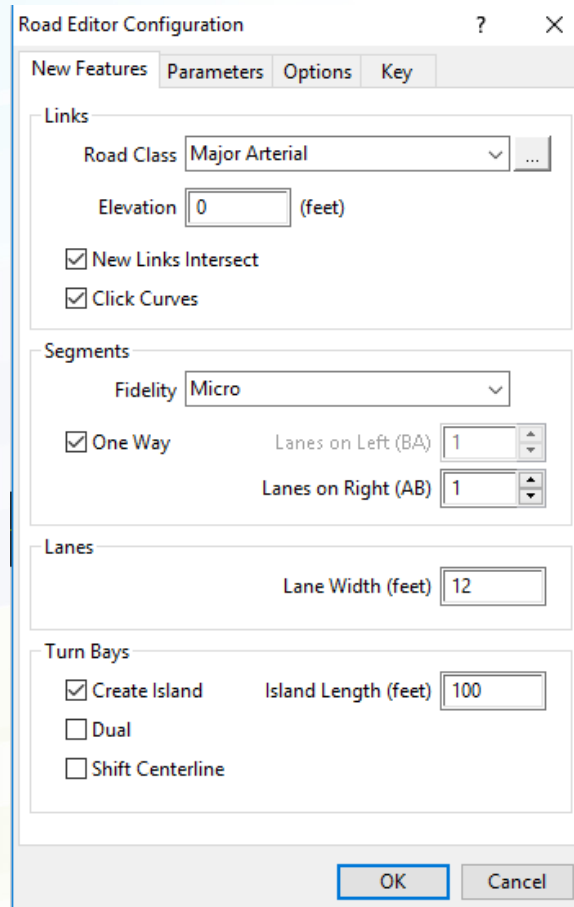 Road Editor Configuration ?
New Features Parameters Options Key
Links
Road Class Major Arterial ...
Elevation 0 (feet)
New Links Intersect
Click Curves
Segments
Fidelity Micro
One Way Lanes on Left (BA) 1
Lanes on Right (AB) 1
Lanes
Lane Width (feet) 12
Turn Bays
Create Island Island Length (feet) 100
Dual
Shift Centerline
OK Cancel